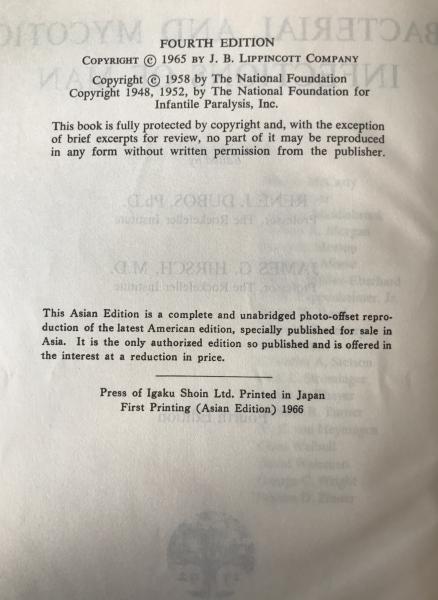 FOURTH EDITION
COPYRIGHT © 1965 BY J. B. LIPPINCOTT COMPANY
Copyright © 1958 by The National Foundation
Copyright 1948, 1952, by The National Foundation for
Infantile Paralysis, Inc.
This book is fully protected by copyright and, with the exception
of brief excerpts for review, no part of it may be reproduced
in any form without written permission from the publisher.
This Asian Edition is a complete and unabridged photo-offset repro-
duction of the latest American edition, specially published for sale in
Asia. It is the only authorized edition so published and is offered in
the interest at a reduction in price.
Press of Igaku Shoin Ltd. Printed in Japan
First Printing (Asian Edition) 1966